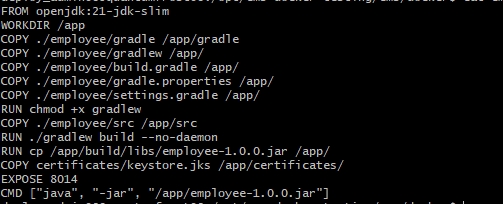 FROM openjdk:21-jdk-slim
WORKDIR /app
COPY ./employee/gradle /app/gradle
COPY ./employee/gradlew /app/
COPY ./employee/build.gradle /app/
COPY ./employee/gradle.properties /app/
COPY ./employee/settings.gradle /app/
RUN chmod +x gradlew
COPY ./employee/src /app/src
RUN ./gradlew build --no-daemon
RUN cp /app/build/libs/employee-1.0.0.jar /app/
COPY certificates/keystore.jks /app/certificates/
EXPOSE 8014
CMD ["java", "-jar", "/app/employee-1.0.0.jar"]